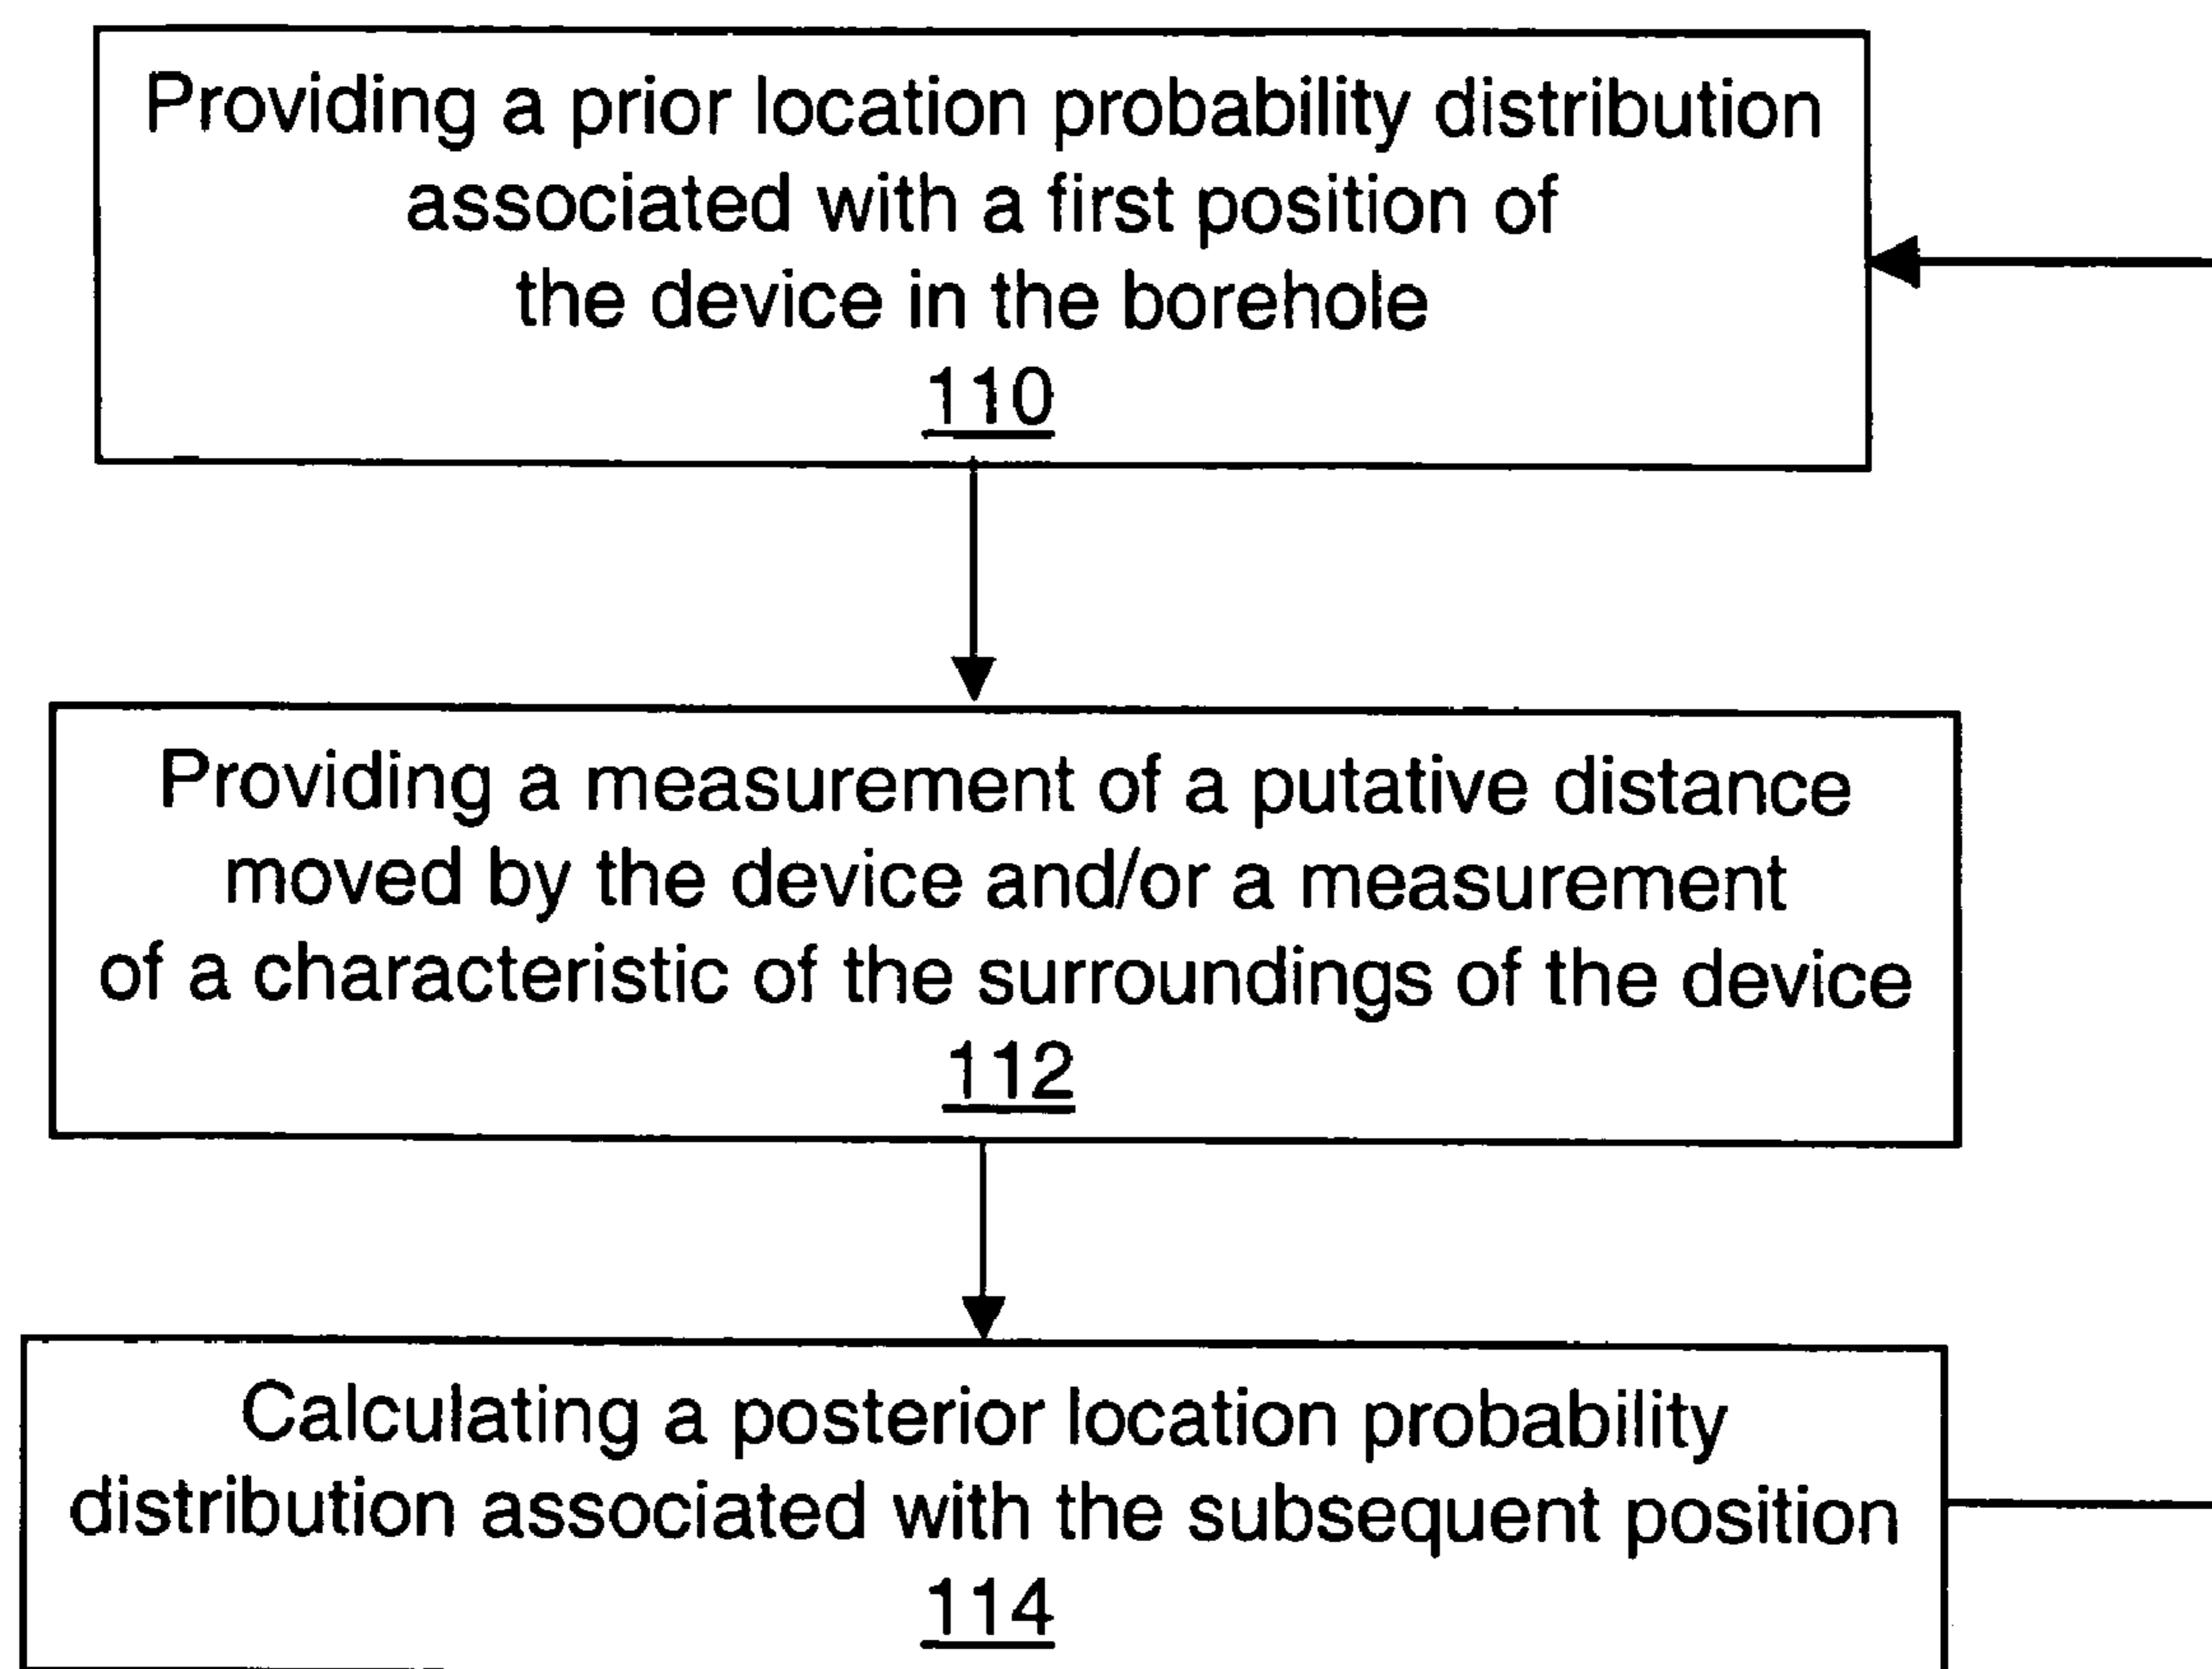 Providing a prior location probability distribution
associated with a first position of
the device in the borehole
110
Providing a measurement of a putative distance
moved by the device and/or a measurement
of a characteristic of the surroundings of the device
112
Calculating a posterior location probability
distribution associated with the subsequent position
114